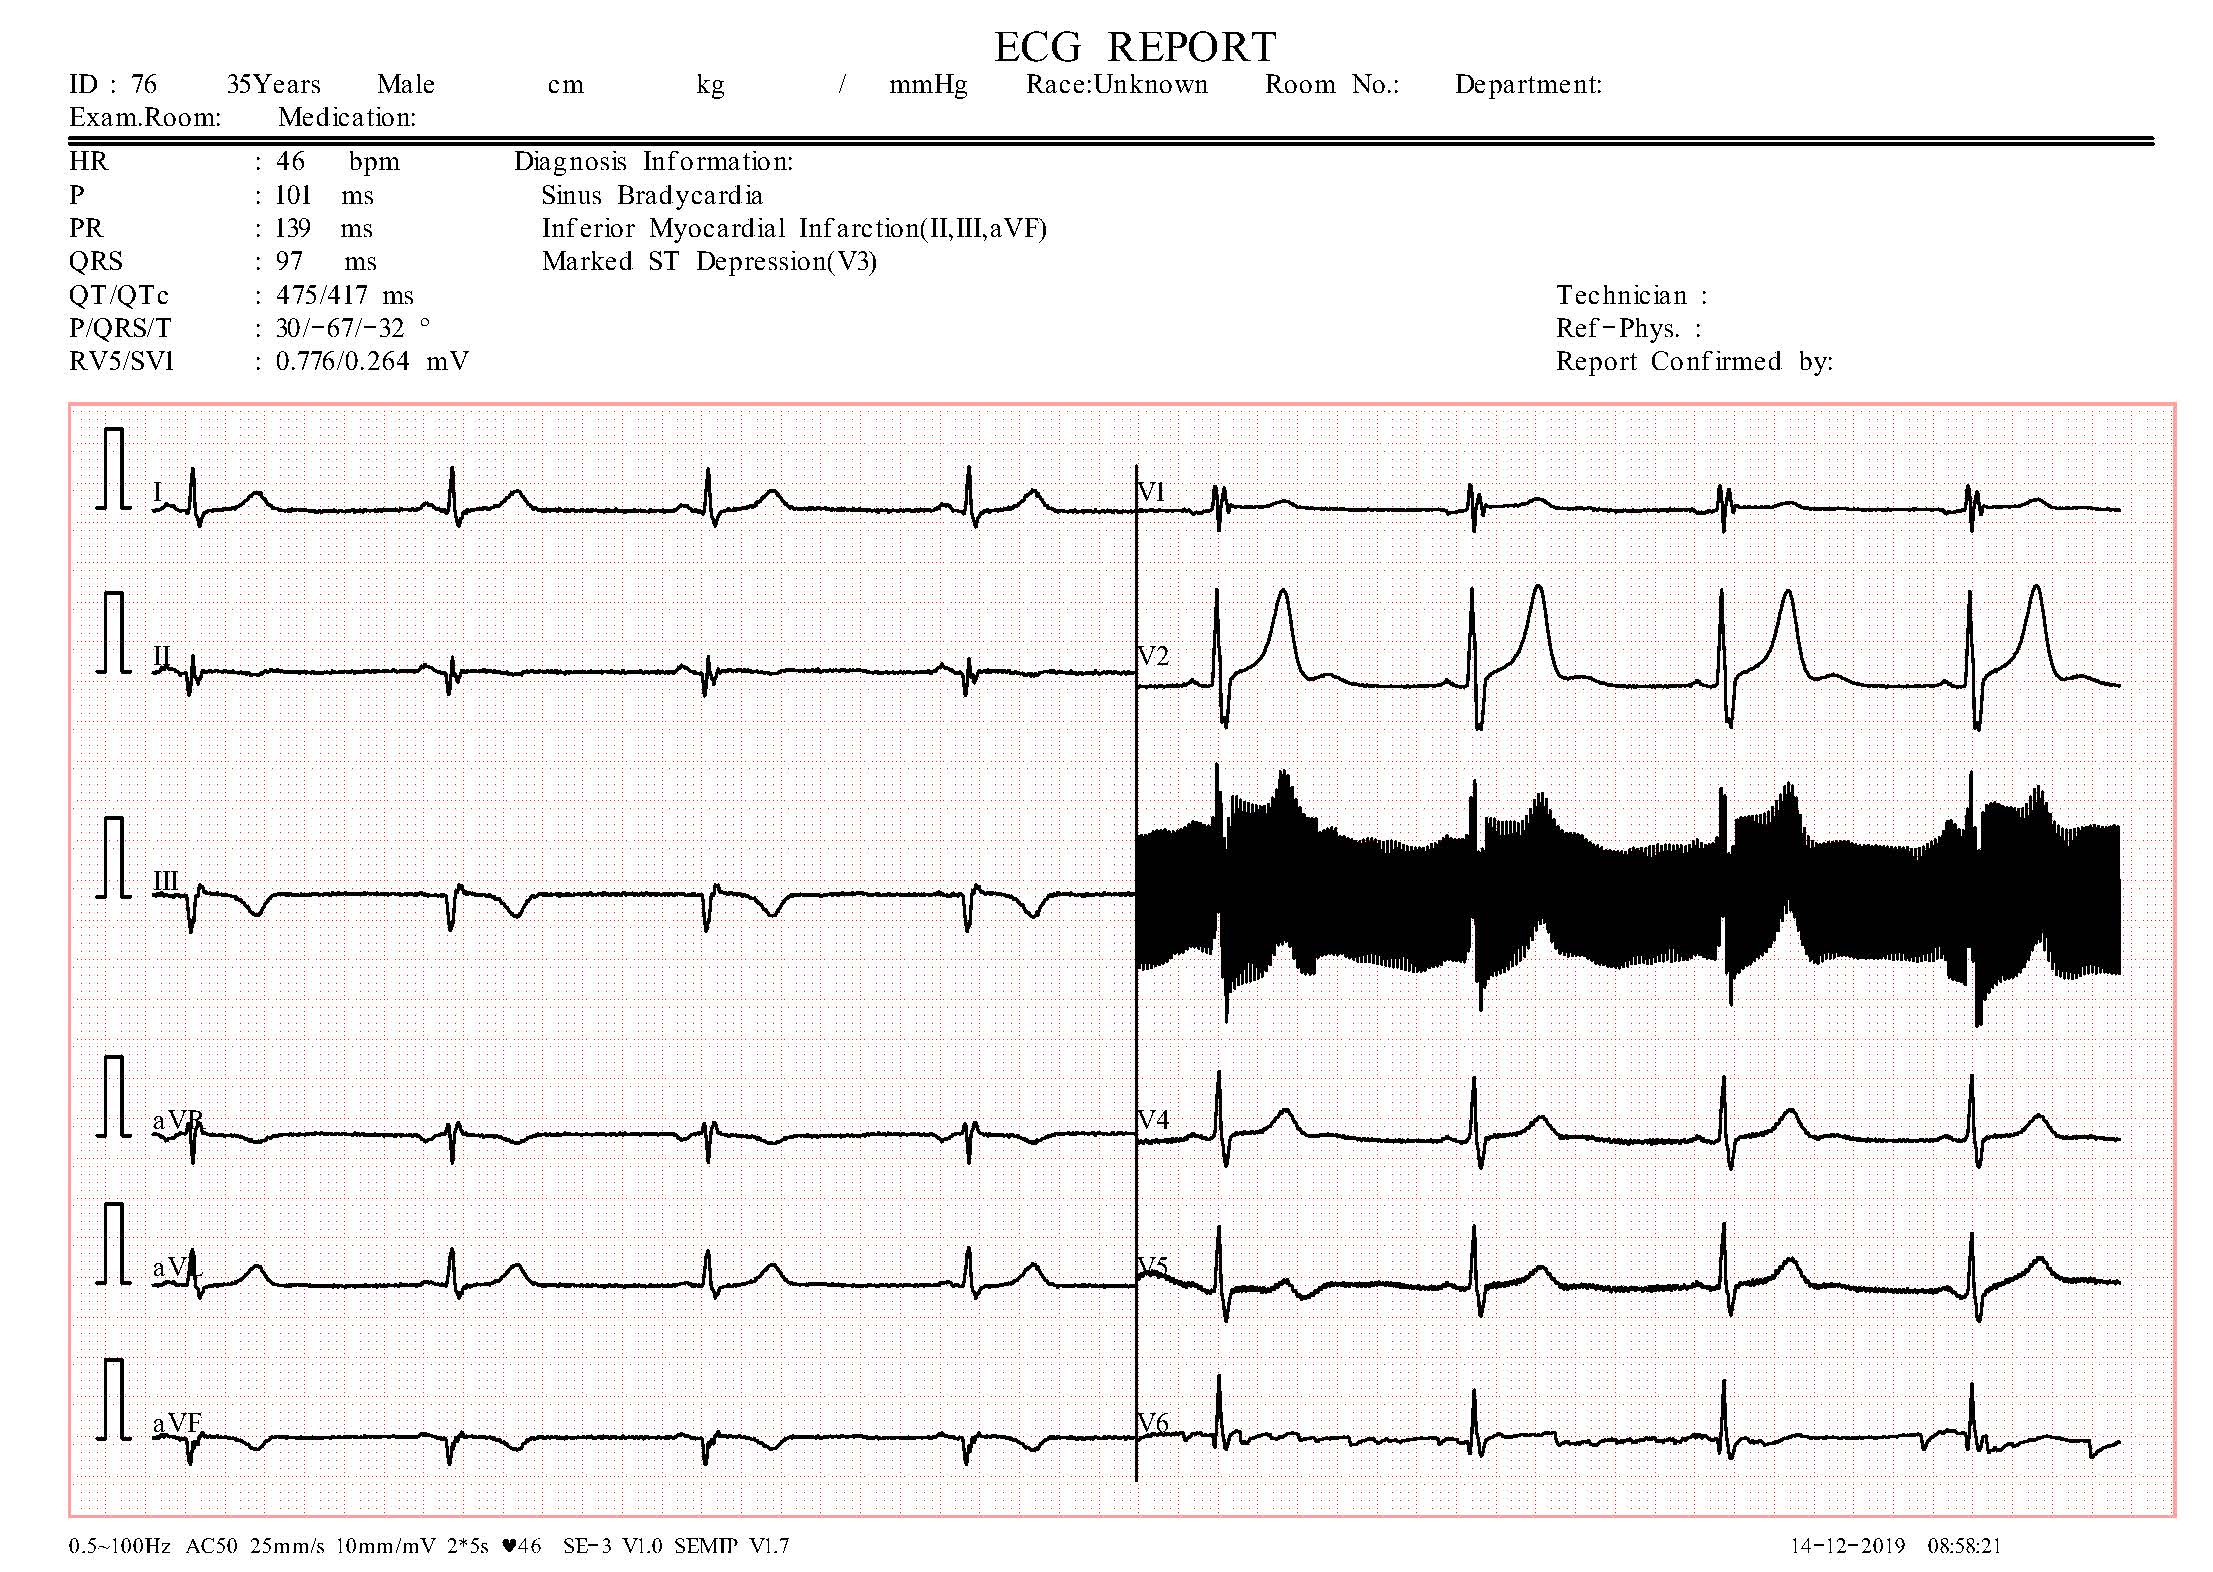 ECG REPORT
ID : 76 35Years Male cm kg / mmHg Race:Unknown Room No.: Department:
Exam.Room: Medication:
HR : 46 bpm Diagnosis Information:
P : 101 ms Sinus Bradycardia
PR : 139 ms Inferior Myocardial Infarction(II,III,aVF)
QRS : 97 ms Marked ST Depression(V3)
QT/QTc : 475/417 ms Technician :
P/QRS/T : 30/-67/-32 ° Ref-Phys. :
RV5/SV1 : 0.776/0.264 mV Report Confirmed by:
I V1
II V2
III
aVR V4
aVL V5
aVF V6
0.5~100Hz AC50 25mm/s 10mm/mV 2*5s ♥46 SE-3 V1.0 SEMIP V1.7 14-12-2019 08:58:21